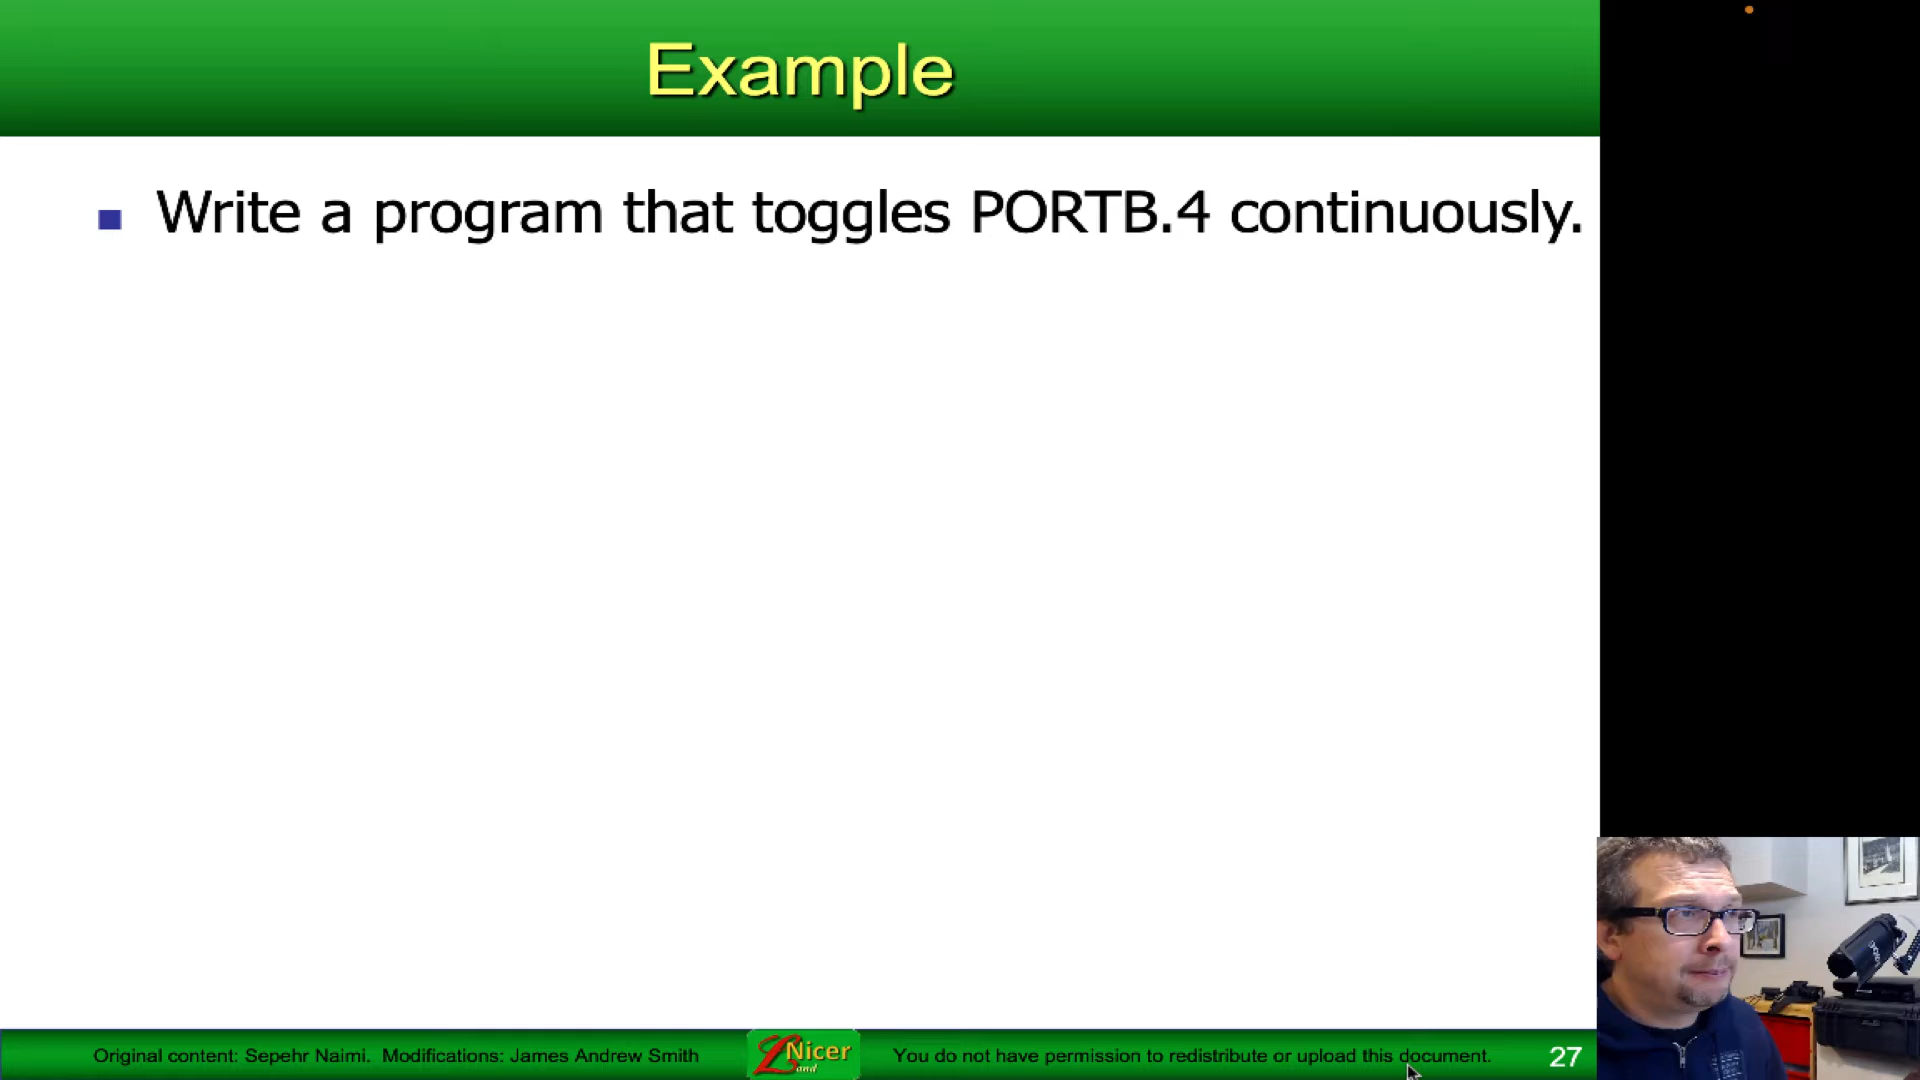 Example
Write a program that toggles PORTB.4 continuously.
Original content: Sepehr Naimi. Modifications: James Andrew Smith
Nicer Land
You do not have permission to redistribute or upload this document.
27